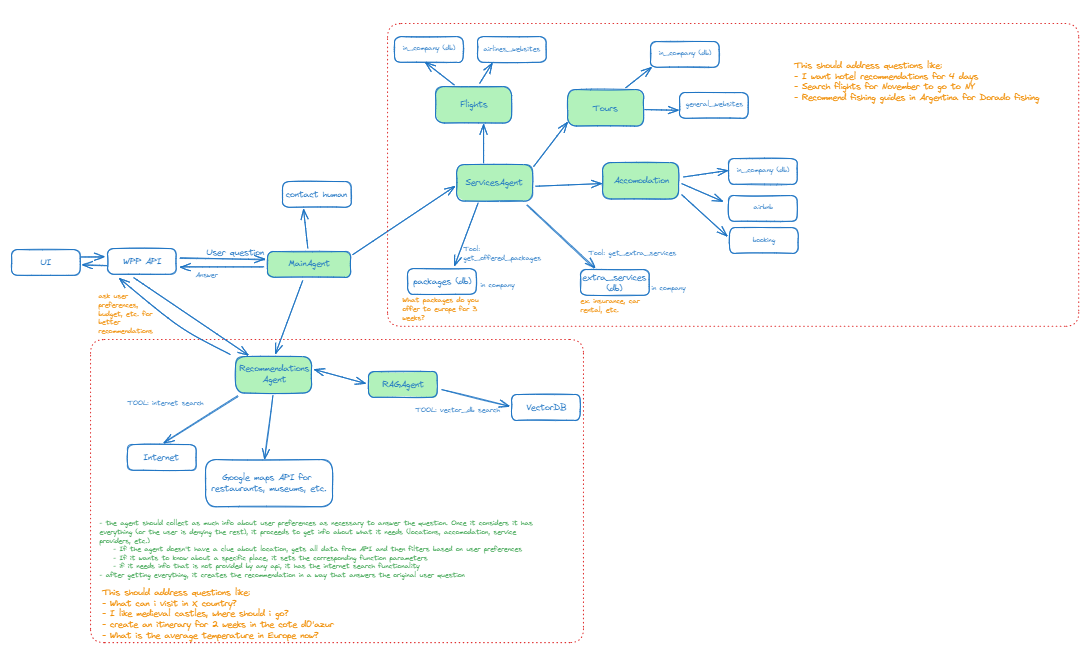 in_company (db)
airlines_websites
in_company (db)
This should address questions like:
- I want hotel recommendations for 4 days
- Search flights for November to go to NY
- Recommend fishing guides in Argentina for Dorado fishing
Flights
Tours
general_websites
ServicesAgent
Accomodation
in_company (db)
airbnb
booking
contact human
UI
WPP API
User question
Answer
MainAgent
Tool:
get_offered_packages
Tool: get_extra_services
packages (db)
in company
extra_services
(db)
in company
What packages do you
offer to europe for 3
weeks?
ex: insurance, car
rental, etc.
ask user
preferences,
budget, etc. for
better
recommendations
Recommendations
Agent
RAGAgent
TOOL: internet search
TOOL: vector_db search
VectorDB
Internet
Google maps API for
restaurants, museums, etc.
- the agent should collect as much info about user preferences as necessary to answer the question. Once it considers it has
everything (or the user is denying the rest), it proceeds to get info about what it needs (locations, accomodation, service
providers, etc.)
- If the agent doesn't have a clue about location, gets all data from API and then filters based on user preferences
- If it wants to know about a specific place, it sets the corresponding function parameters
- if it needs info that is not provided by any api, it has the internet search functionality
- after getting everything, it creates the recommendation in a way that answers the original user question
This should address questions like:
- What can i visit in X country?
- I like medieval castles, where should i go?
- create an itinerary for 2 weeks in the cote d0'azur
- What is the average temperature in Europe now?